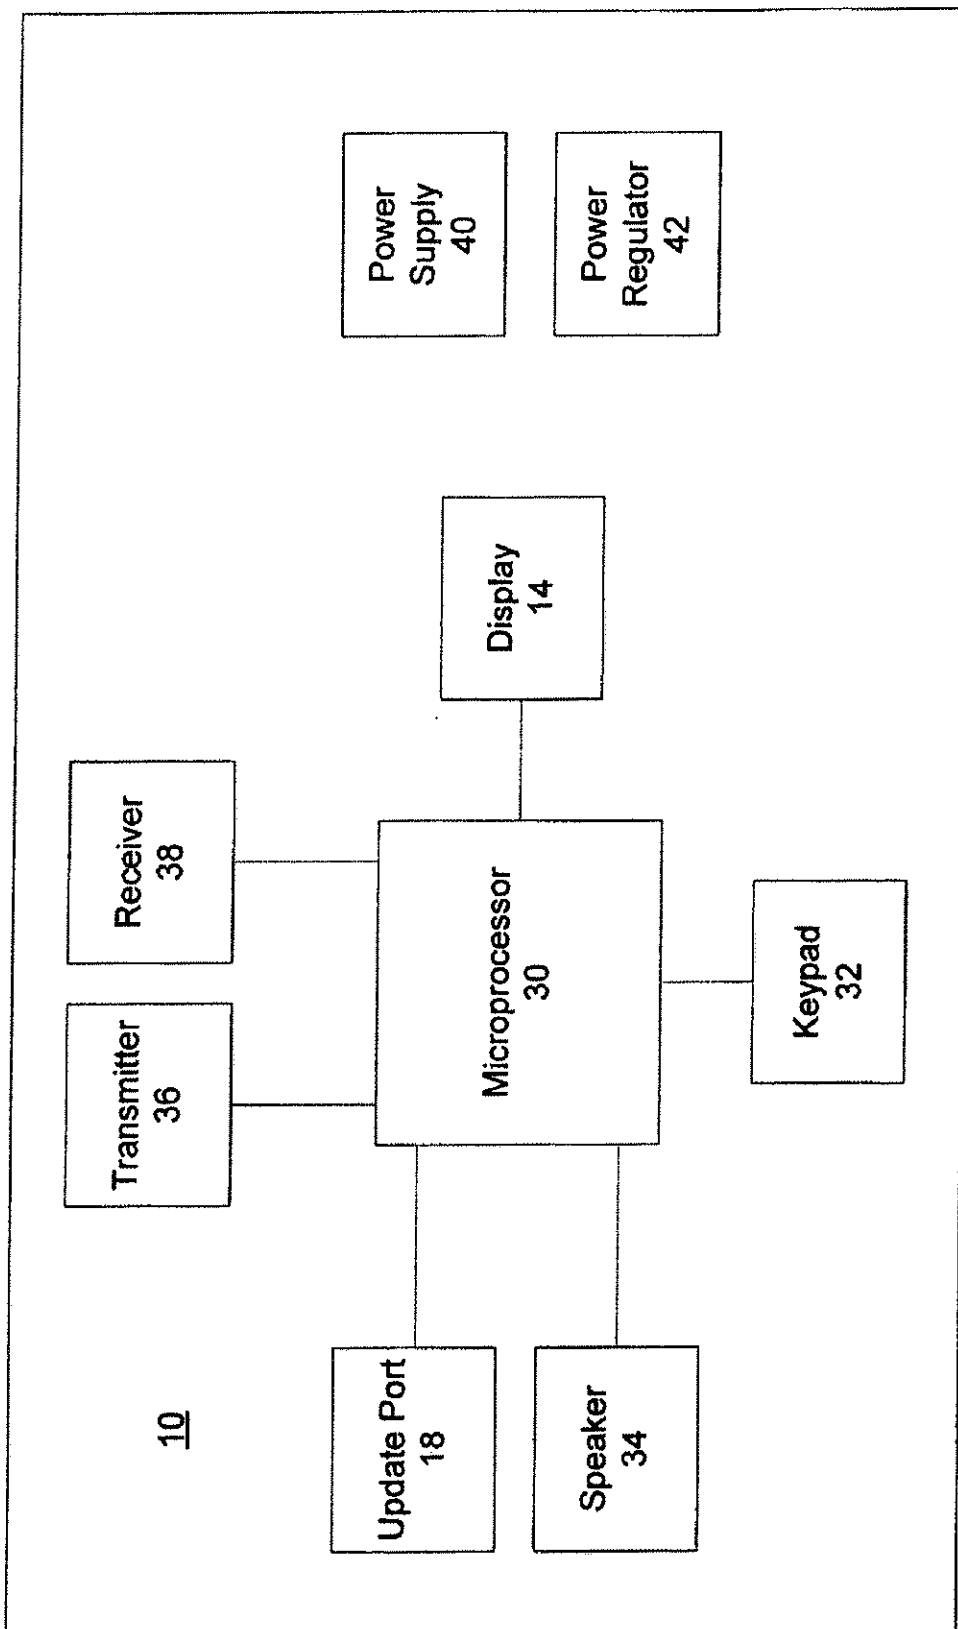 10
Transmitter
36
Receiver
38
Update Port
18
Power
Supply
40
Microprocessor
30
Display
14
Speaker
34
Power
Regulator
42
Keypad
32